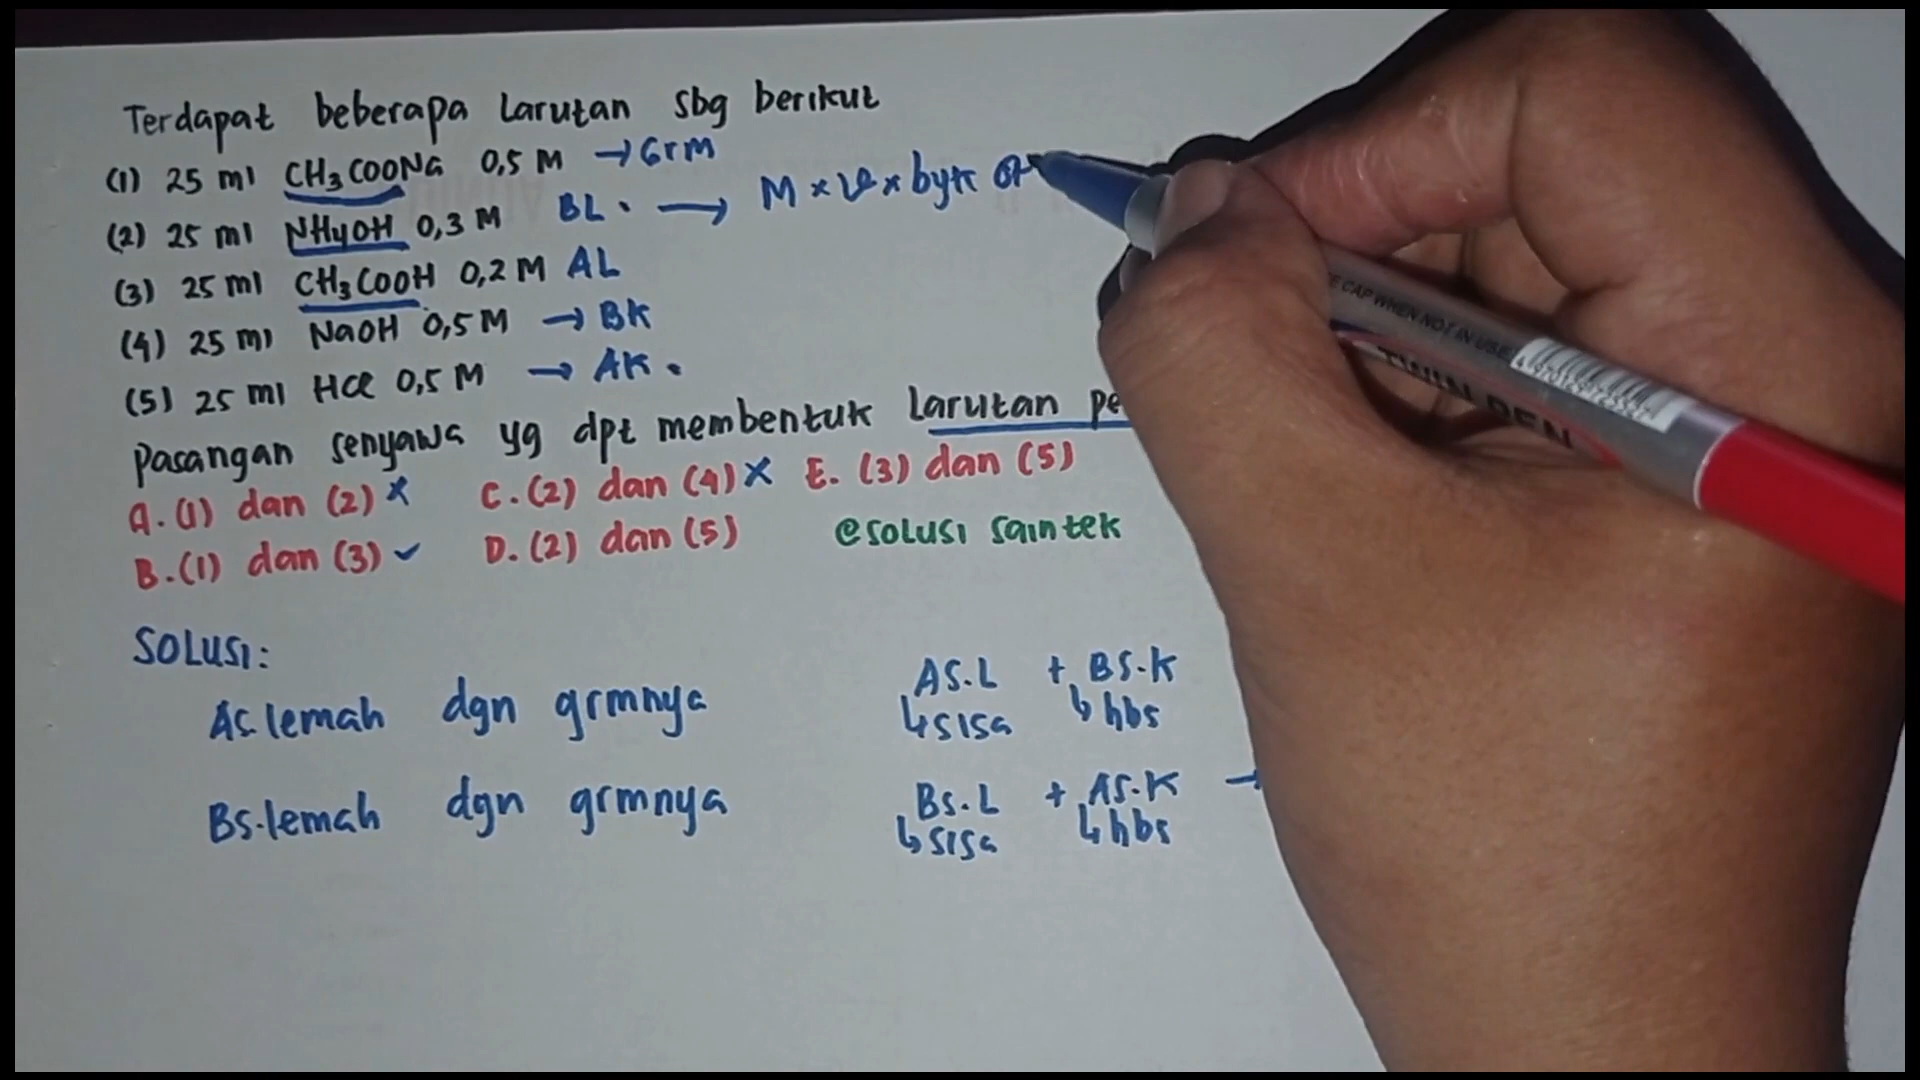 Terdapat beberapa larutan sbg berikut
(1) 25 ml CH3COONa 0,5 M → GrM
(2) 25 ml NH4OH 0,3 M BL. → M × V × byk OH
(3) 25 ml CH3COOH 0,2 M AL
(4) 25 ml NaOH 0,5 M → BK
(5) 25 ml HCl 0,5 M → AK.
Pasangan senyawa yg dpt membentuk larutan pe
A. (1) dan (2) × C. (2) dan (4) × E. (3) dan (5)
B. (1) dan (3) ✓ D. (2) dan (5) @solusi saintek
SOLUSI:
As.lemah dgn grmnya
Bs.lemah dgn grmnya
AS.L + BS.K
↳ sisa ↳ hbs
Bs.L + AS.K →
↳ sisa ↳ hbs
TWIN PEN